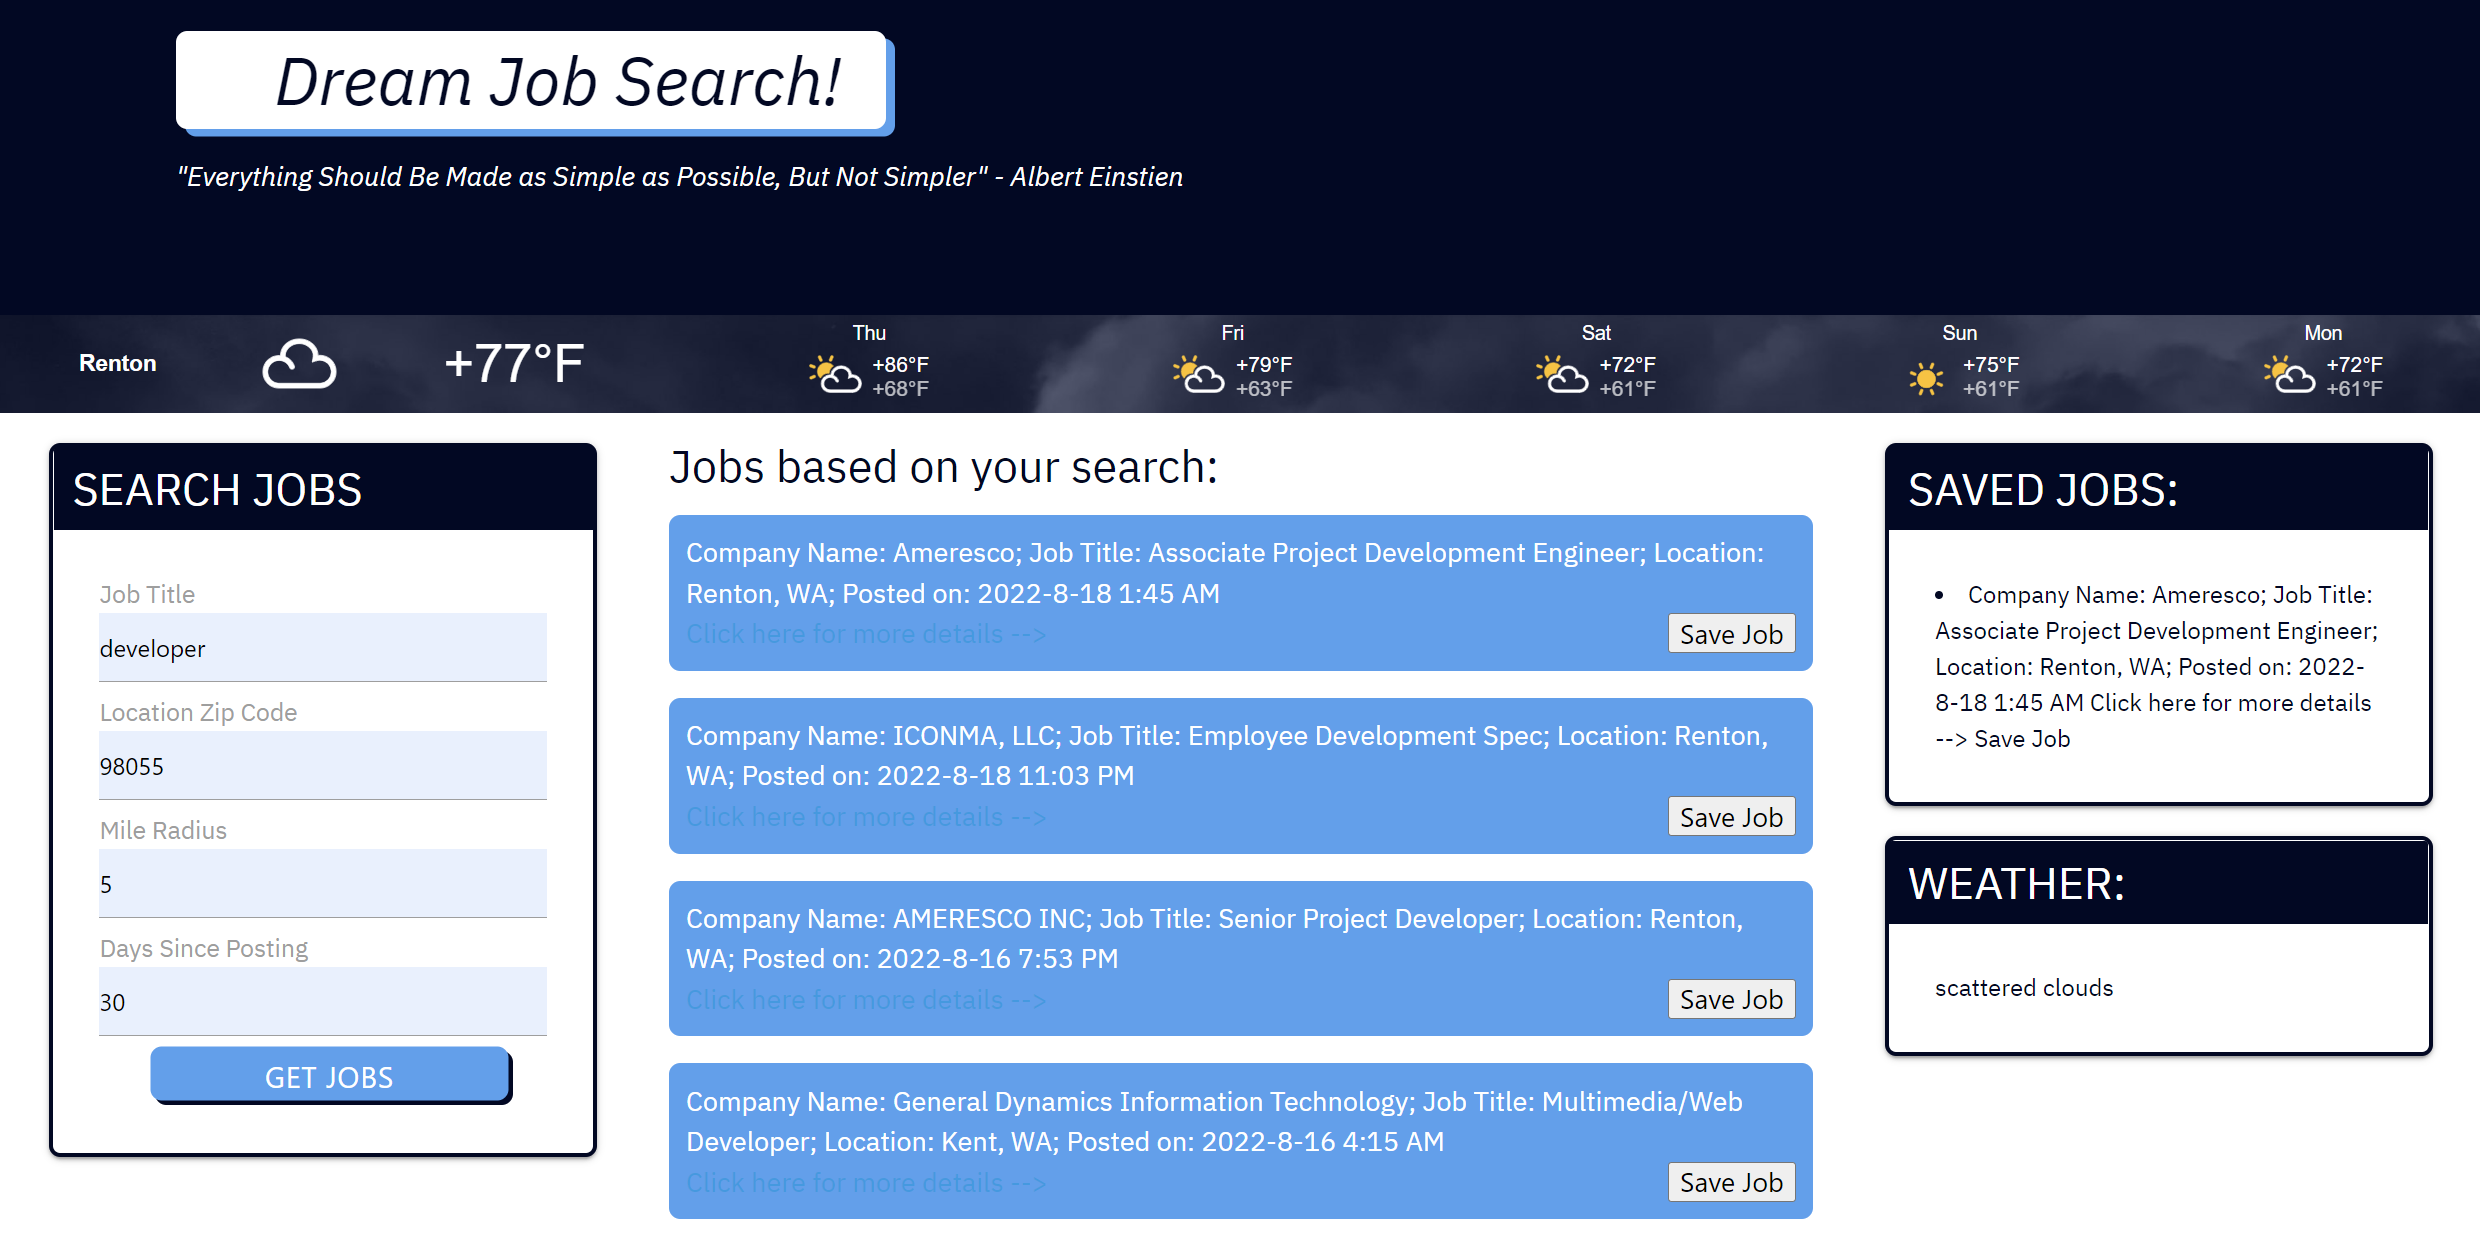 Dream Job Search!
"Everything Should Be Made as Simple as Possible, But Not Simpler" - Albert Einstien
Renton
+77°F
Thu
+86°F
+68°F
Fri
+79°F
+63°F
Sat
+72°F
+61°F
Sun
+75°F
+61°F
Mon
+72°F
+61°F
SEARCH JOBS
Job Title
developer
Location Zip Code
98055
Mile Radius
5
Days Since Posting
30
GET JOBS
Jobs based on your search:
Company Name: Ameresco; Job Title: Associate Project Development Engineer; Location:
Renton, WA; Posted on: 2022-8-18 1:45 AM
Click here for more details -->
Save Job
Company Name: ICONMA, LLC; Job Title: Employee Development Spec; Location: Renton,
WA; Posted on: 2022-8-18 11:03 PM
Click here for more details -->
Save Job
Company Name: AMERESCO INC; Job Title: Senior Project Developer; Location: Renton,
WA; Posted on: 2022-8-16 7:53 PM
Click here for more details -->
Save Job
Company Name: General Dynamics Information Technology; Job Title: Multimedia/Web
Developer; Location: Kent, WA; Posted on: 2022-8-16 4:15 AM
Click here for more details -->
Save Job
SAVED JOBS:
• Company Name: Ameresco; Job Title:
Associate Project Development Engineer;
Location: Renton, WA; Posted on: 2022-
8-18 1:45 AM Click here for more details
--> Save Job
WEATHER:
scattered clouds